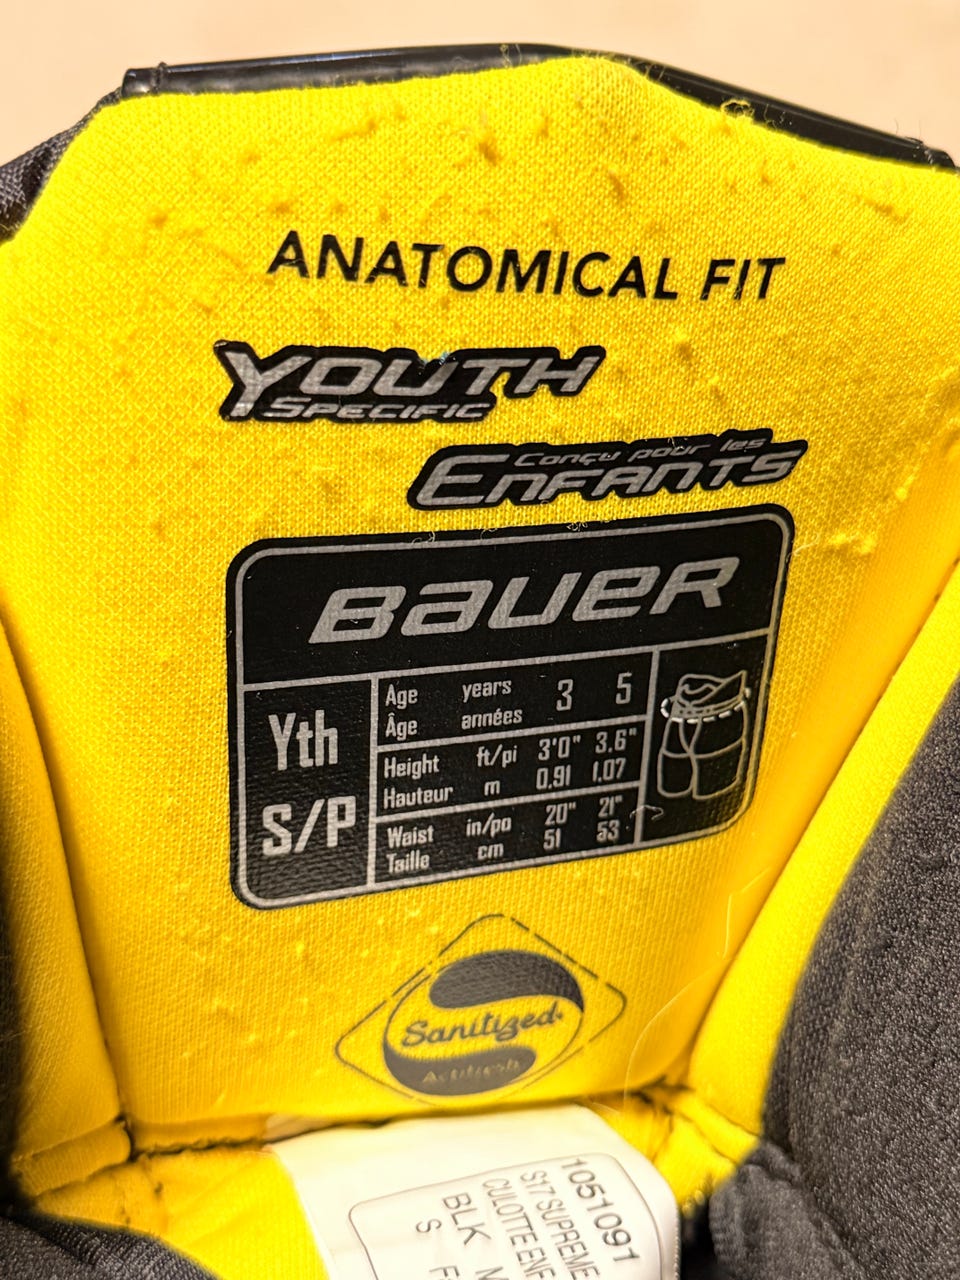 ANATOMICAL FIT
YOUTH
SPECIFIC
Conçu pour les
ENFANTS
BAUER
Yth
S/P
Age years 3 5
Âge années
Height ft/pi 3'0" 3.6"
Hauteur m 0.91 1.07
Waist in/po 20" 21"
Taille cm 51 53
Sanitized
Actifresh
1051091
S17 SUPREME
CULOTTE ENF
BLK M
S